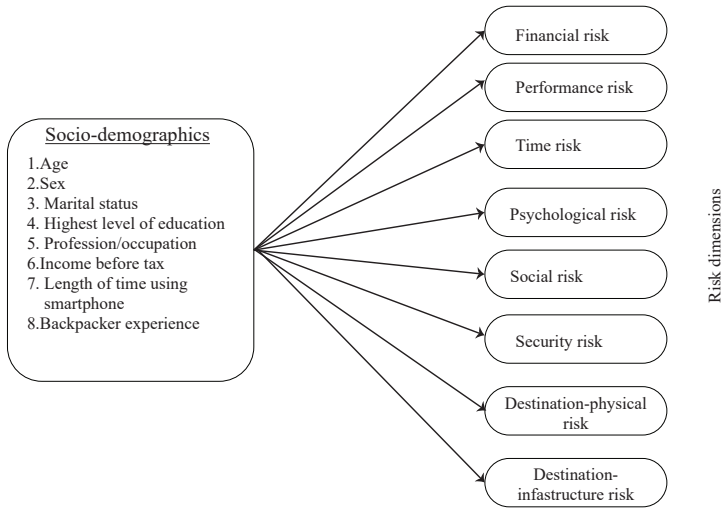 Socio-demographics
1.Age
2.Sex
3. Marital status
4. Highest level of education
5. Profession/occupation
6.Income before tax
7. Length of time using
smartphone
8.Backpacker experience
Financial risk
Performance risk
Time risk
Psychological risk
Social risk
Security risk
Destination-physical
risk
Destination-
infastructure risk
Risk dimensions